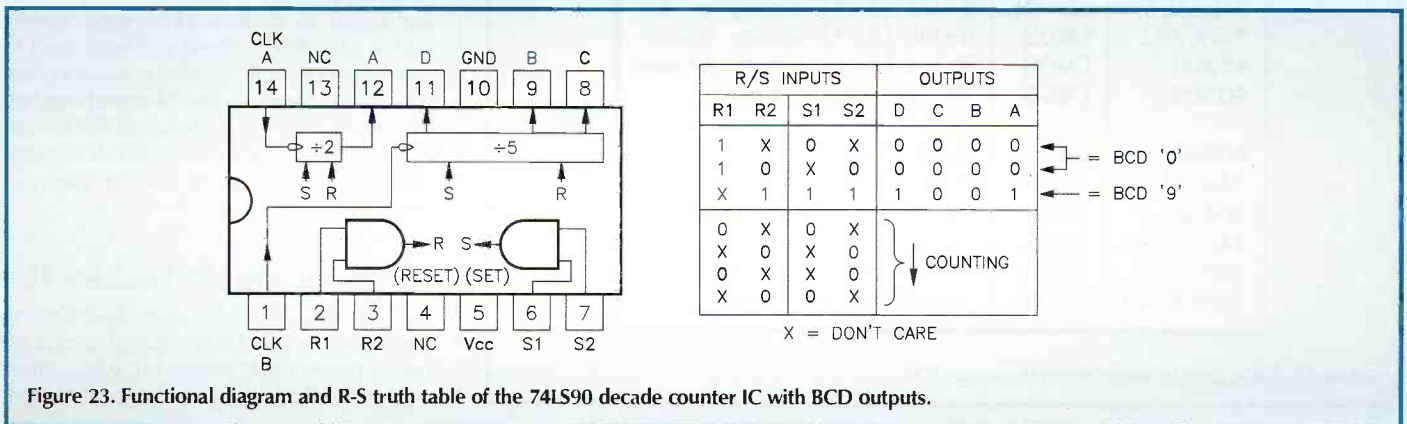 CLK
A NC A D GND B C
14 13 12 11 10 9 8
÷2 ÷5
S R S R
R S
(RESET) (SET)
1 2 3 4 5 6 7
CLK R1 R2 NC Vcc S1 S2
B
R/S INPUTS OUTPUTS
R1 R2 S1 S2 D C B A
1 X 0 X 0 0 0 0
1 0 X 0 0 0 0 0 = BCD '0'
X 1 1 1 1 0 0 1 = BCD '9'
0 X 0 X
X 0 X 0 COUNTING
0 X X 0
X 0 0 X
X = DON'T CARE
Figure 23. Functional diagram and R-S truth table of the 74LS90 decade counter IC with BCD outputs.